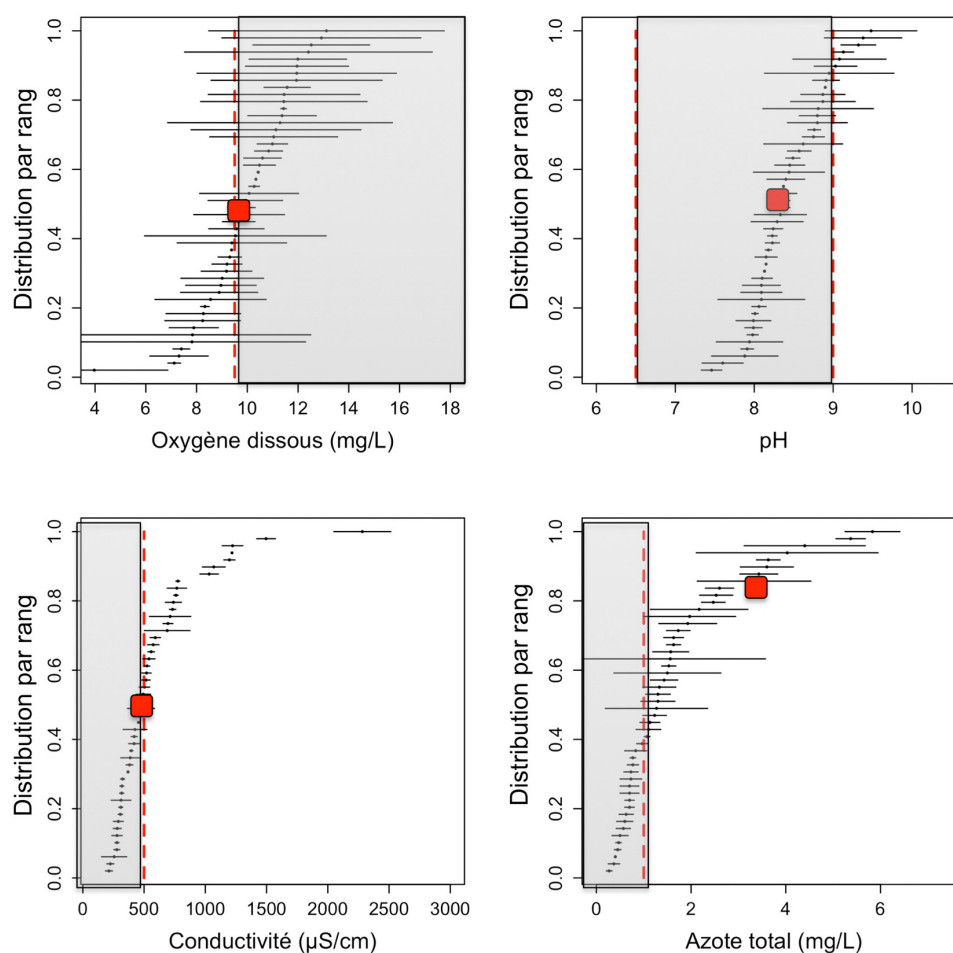 Distribution par rang
0.0 0.2 0.4 0.6 0.8 1.0
4 6 8 10 12 14 16 18
Oxygène dissous (mg/L)
Distribution par rang
0.0 0.2 0.4 0.6 0.8 1.0
6 7 8 9 10
pH
Distribution par rang
0.0 0.2 0.4 0.6 0.8 1.0
0 500 1000 1500 2000 2500 3000
Conductivité (µS/cm)
Distribution par rang
0.0 0.2 0.4 0.6 0.8 1.0
0 2 4 6
Azote total (mg/L)